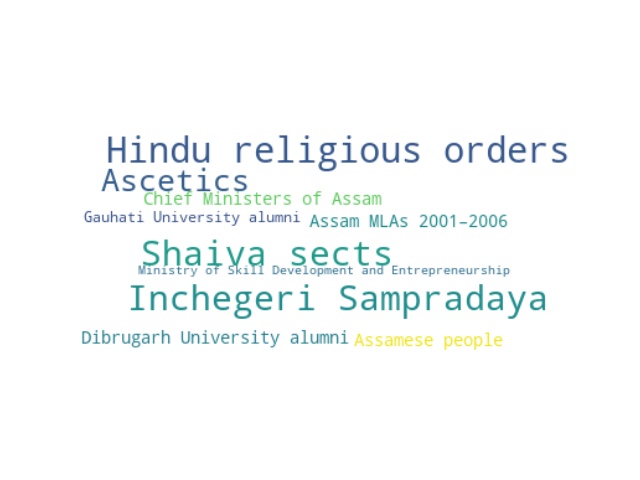 Hindu religious orders
Ascetics
Chief Ministers of Assam
Gauhati University alumni
Assam MLAs 2001–2006
Shaiva sects
Ministry of Skill Development and Entrepreneurship
Inchegeri Sampradaya
Dibrugarh University alumni
Assamese people